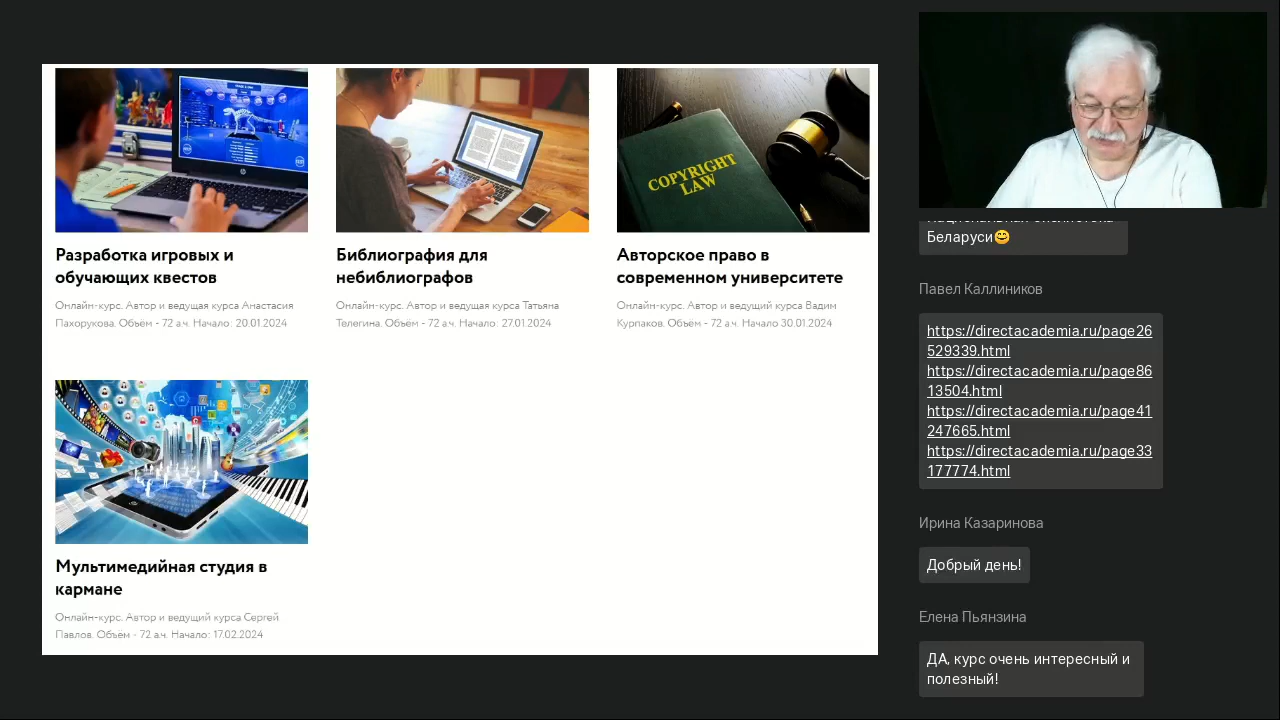 COPYRIGHT
LAW
Разработка игровых и
обучающих квестов
Онлайн-курс. Автор и ведущая курса Анастасия
Пахорукова. Объём - 72 а.ч. Начало: 20.01.2024
Библиография для
небиблиографов
Онлайн-курс. Автор и ведущая курса Татьяна
Телегина. Объём - 72 а.ч. Начало: 27.01.2024
Авторское право в
современном университете
Онлайн-курс. Автор и ведущий курса Вадим
Курпаков. Объём - 72 а.ч. Начало 30.01.2024
Мультимедийная студия в
кармане
Онлайн-курс. Автор и ведущий курса Сергей
Павлов. Объём - 72 а.ч. Начало: 17.02.2024
Беларуси😊
Павел Каллиников
https://directacademia.ru/page26
529339.html
https://directacademia.ru/page86
13504.html
https://directacademia.ru/page41
247665.html
https://directacademia.ru/page33
177774.html
Ирина Казаринова
Добрый день!
Елена Пьянзина
ДА, курс очень интересный и
полезный!